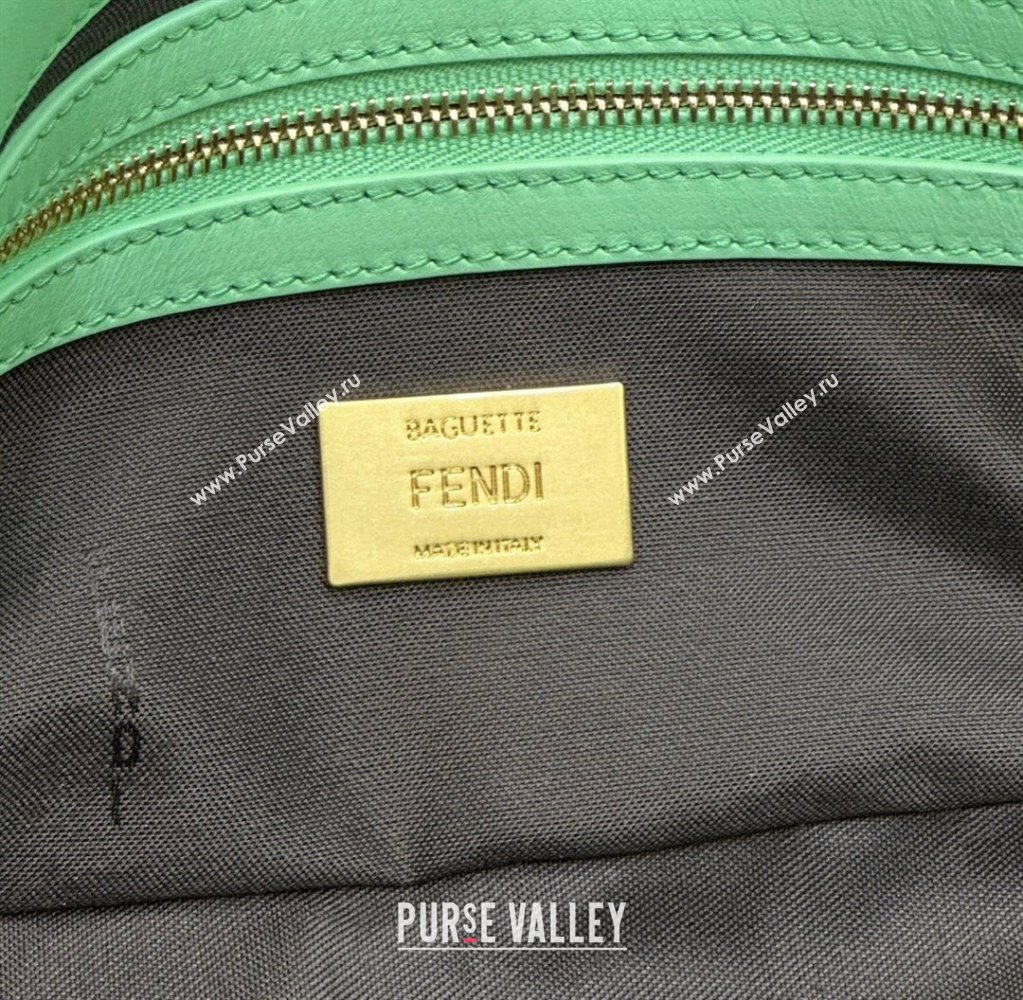 www.PurseValley.ru
www.PurseValley.ru
BAGUETTE
FENDI
MADE IN ITALY
D
I
PURSE VALLEY